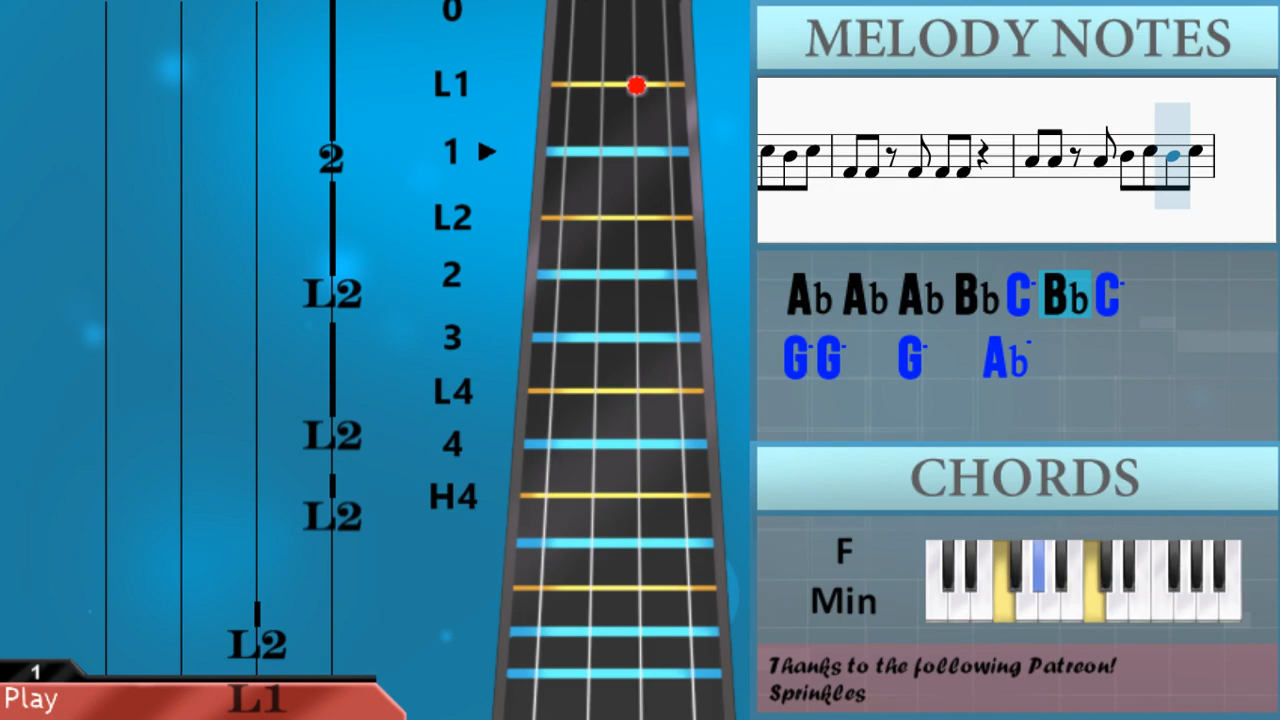 0
L1
1
L2
2
3
L4
4
H4
2
L2
L2
L2
L2
L1
1
Play
MELODY NOTES
Ab Ab Ab Bb C- Bb C-
G- G- G- Ab-
CHORDS
F
Min
Thanks to the following Patreon!
Sprinkles